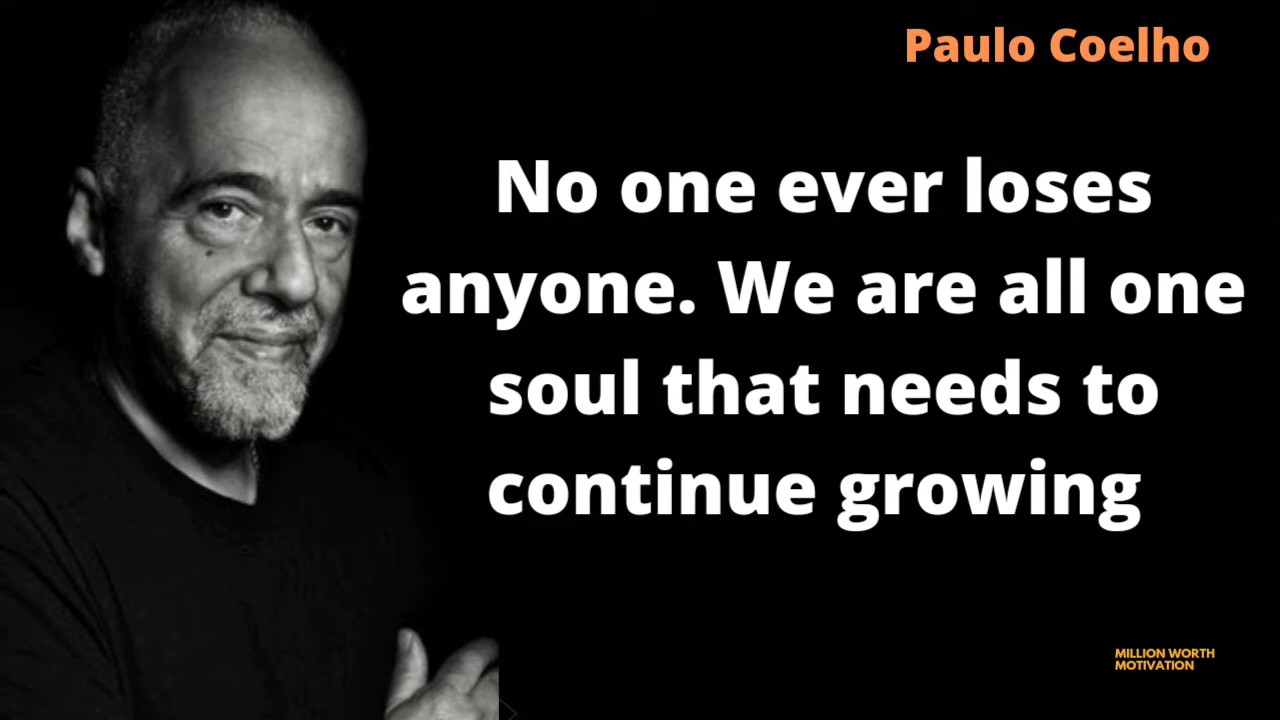 Paulo Coelho
No one ever loses
anyone. We are all one
soul that needs to
continue growing
MILLION WORTH
MOTIVATION